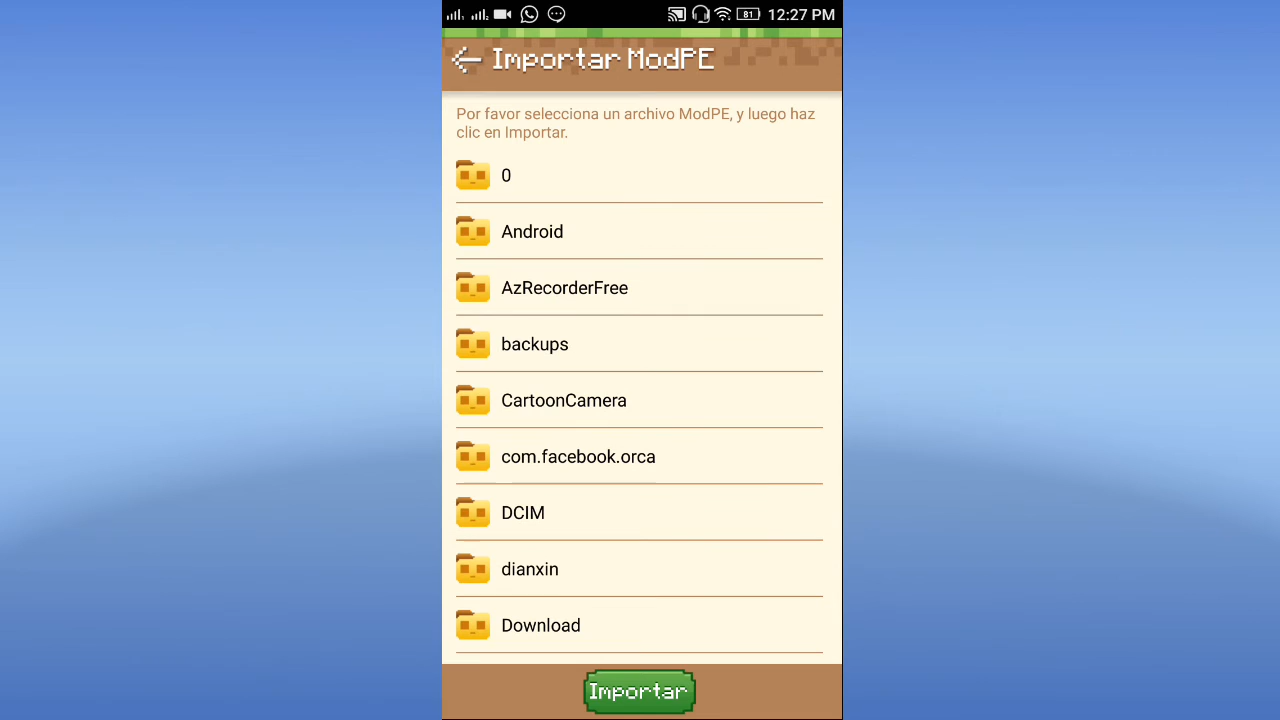 81 12:27 PM
Importar ModPE
Por favor selecciona un archivo ModPE, y luego haz
clic en Importar.
0
Android
AzRecorderFree
backups
CartoonCamera
com.facebook.orca
DCIM
dianxin
Download
Importar